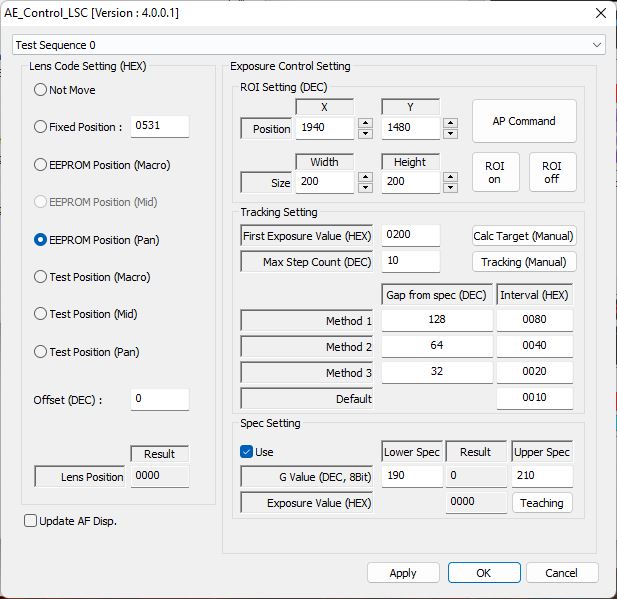 AE_Control_LSC [Version : 4.0.0.1]
Test Sequence 0
Lens Code Setting (HEX)
Not Move
Fixed Position : 0531
EEPROM Position (Macro)
EEPROM Position (Mid)
EEPROM Position (Pan)
Test Position (Macro)
Test Position (Mid)
Test Position (Pan)
Offset (DEC) : 0
Result
Lens Position 0000
Update AF Disp.
Exposure Control Setting
ROI Setting (DEC)
X Y
Position 1940 1480
AP Command
Width Height
Size 200 200
ROI on
ROI off
Tracking Setting
First Exposure Value (HEX) 0200 Calc Target (Manual)
Max Step Count (DEC) 10 Tracking (Manual)
Gap from spec (DEC) Interval (HEX)
Method 1 128 0080
Method 2 64 0040
Method 3 32 0020
Default 0010
Spec Setting
Use Lower Spec Result Upper Spec
G Value (DEC, 8Bit) 190 0 210
Exposure Value (HEX) 0000 Teaching
Apply OK Cancel